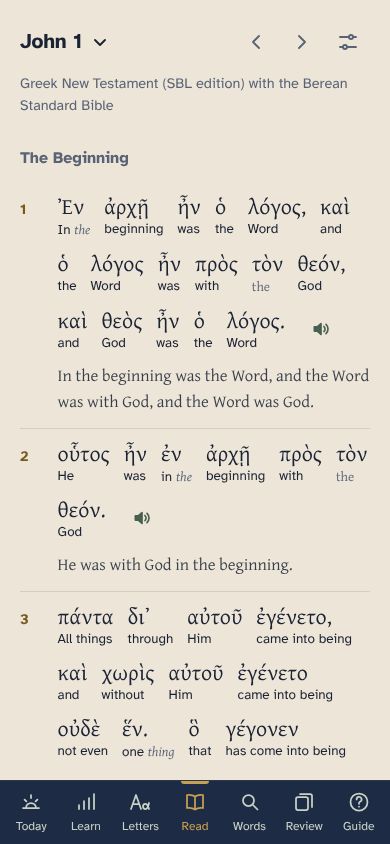 John 1
Greek New Testament (SBL edition) with the Berean
Standard Bible
The Beginning
1 Ἐν ἀρχῇ ἦν ὁ λόγος, καὶ
In the beginning was the Word and
ὁ λόγος ἦν πρὸς τὸν θεόν,
the Word was with the God
καὶ θεὸς ἦν ὁ λόγος.
and God was the Word
In the beginning was the Word, and the Word
was with God, and the Word was God.
2 οὗτος ἦν ἐν ἀρχῇ πρὸς τὸν
He was in the beginning with the
θεόν.
God
He was with God in the beginning.
3 πάντα διʼ αὐτοῦ ἐγένετο,
All things through Him came into being
καὶ χωρὶς αὐτοῦ ἐγένετο
and without Him came into being
οὐδὲ ἕν. ὃ γέγονεν
not even one thing that has come into being
Today Learn Letters Read Words Review Guide